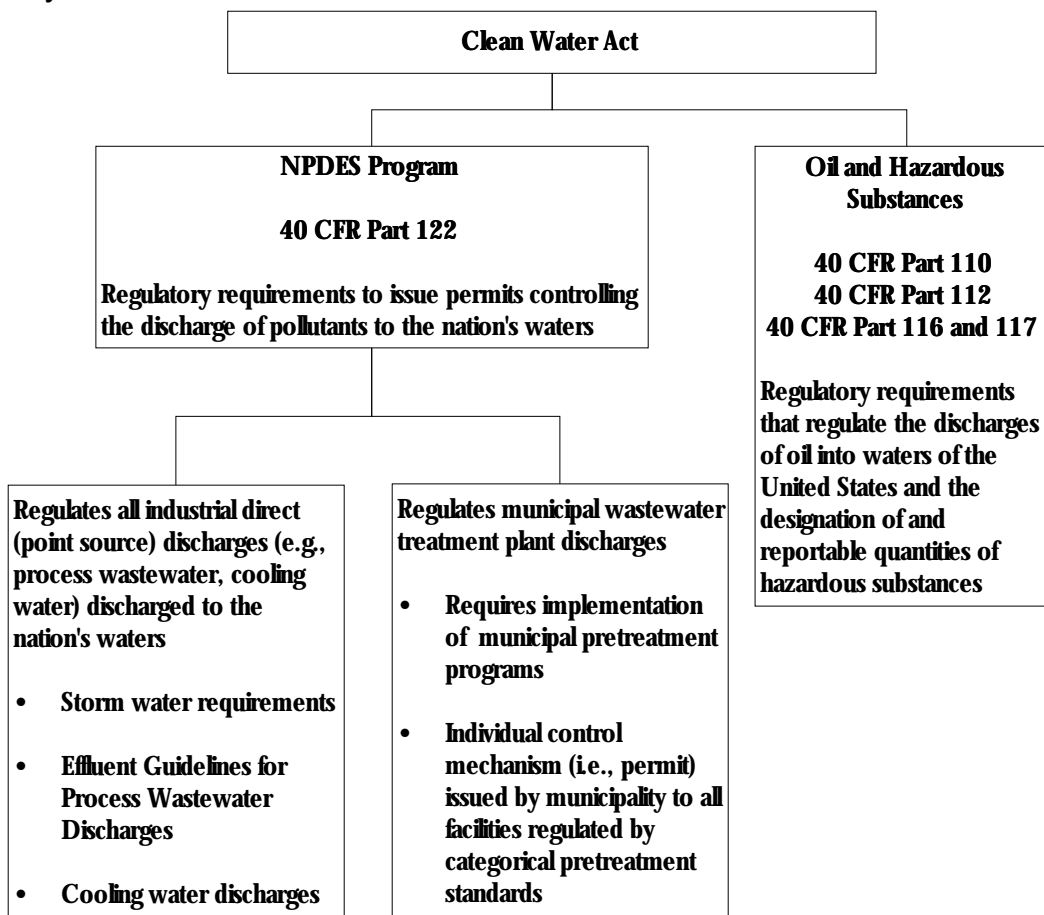 Clean Water Act
NPDES Program
40 CFR Part 122
Regulatory requirements to issue permits controlling
the discharge of pollutants to the nation's waters
Oil and Hazardous
Substances
40 CFR Part 110
40 CFR Part 112
40 CFR Part 116 and 117
Regulatory requirements
that regulate the discharges
of oil into waters of the
United States and the
designation of and
reportable quantities of
hazardous substances
Regulates all industrial direct
(point source) discharges (e.g.,
process wastewater, cooling
water) discharged to the
nation's waters
• Storm water requirements
• Effluent Guidelines for
Process Wastewater
Discharges
• Cooling water discharges
Regulates municipal wastewater
treatment plant discharges
• Requires implementation
of municipal pretreatment
programs
• Individual control
mechanism (i.e., permit)
issued by municipality to all
facilities regulated by
categorical pretreatment
standards